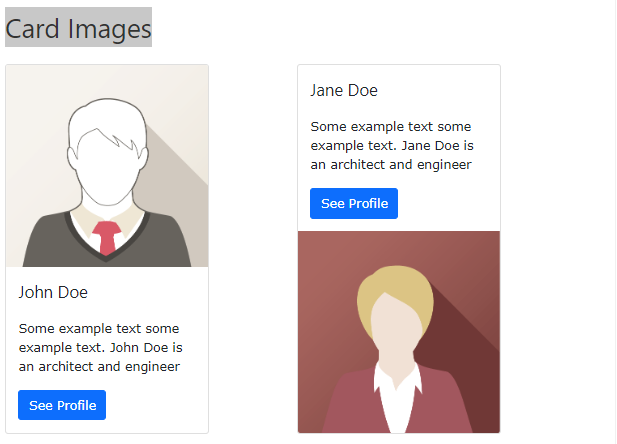 Card Images
John Doe
Some example text some
example text. John Doe is
an architect and engineer
See Profile
Jane Doe
Some example text some
example text. Jane Doe is
an architect and engineer
See Profile